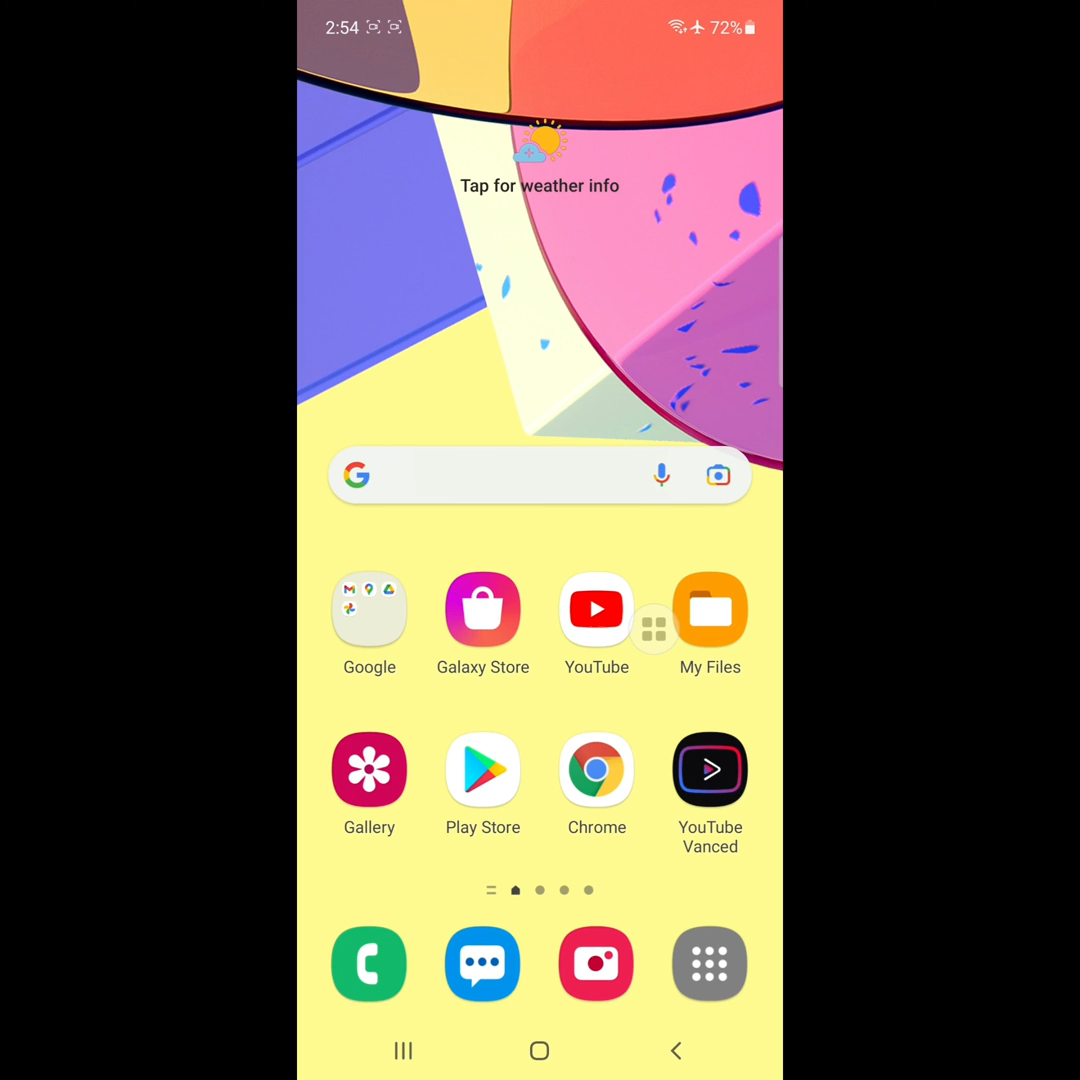 2:54 72%
Tap for weather info
Google Galaxy Store YouTube My Files
Gallery Play Store Chrome YouTube
Vanced